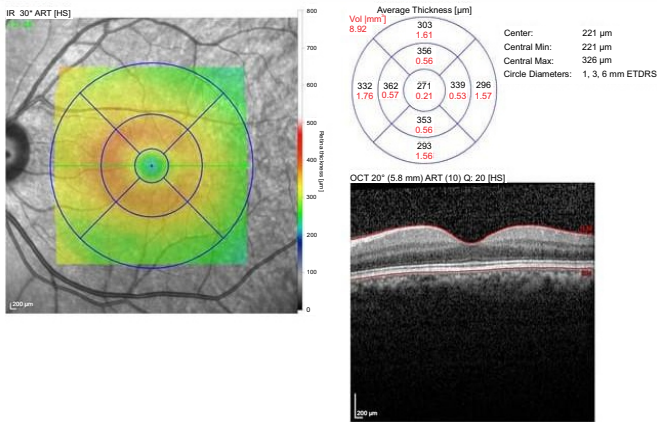 IR 30° ART [HS]
800
700
600
500
400
300
200
100
0
Retina thickness [µm]
200 µm
Average Thickness [µm]
Vol [mm³]
8.92
303
1.61
356
0.56
332
1.76
362
0.57
271
0.21
339
0.53
296
1.57
353
0.56
293
1.56
Center: 221 µm
Central Min: 221 µm
Central Max: 326 µm
Circle Diameters: 1, 3, 6 mm ETDRS
OCT 20° (5.8 mm) ART (10) Q: 20 [HS]
200 µm